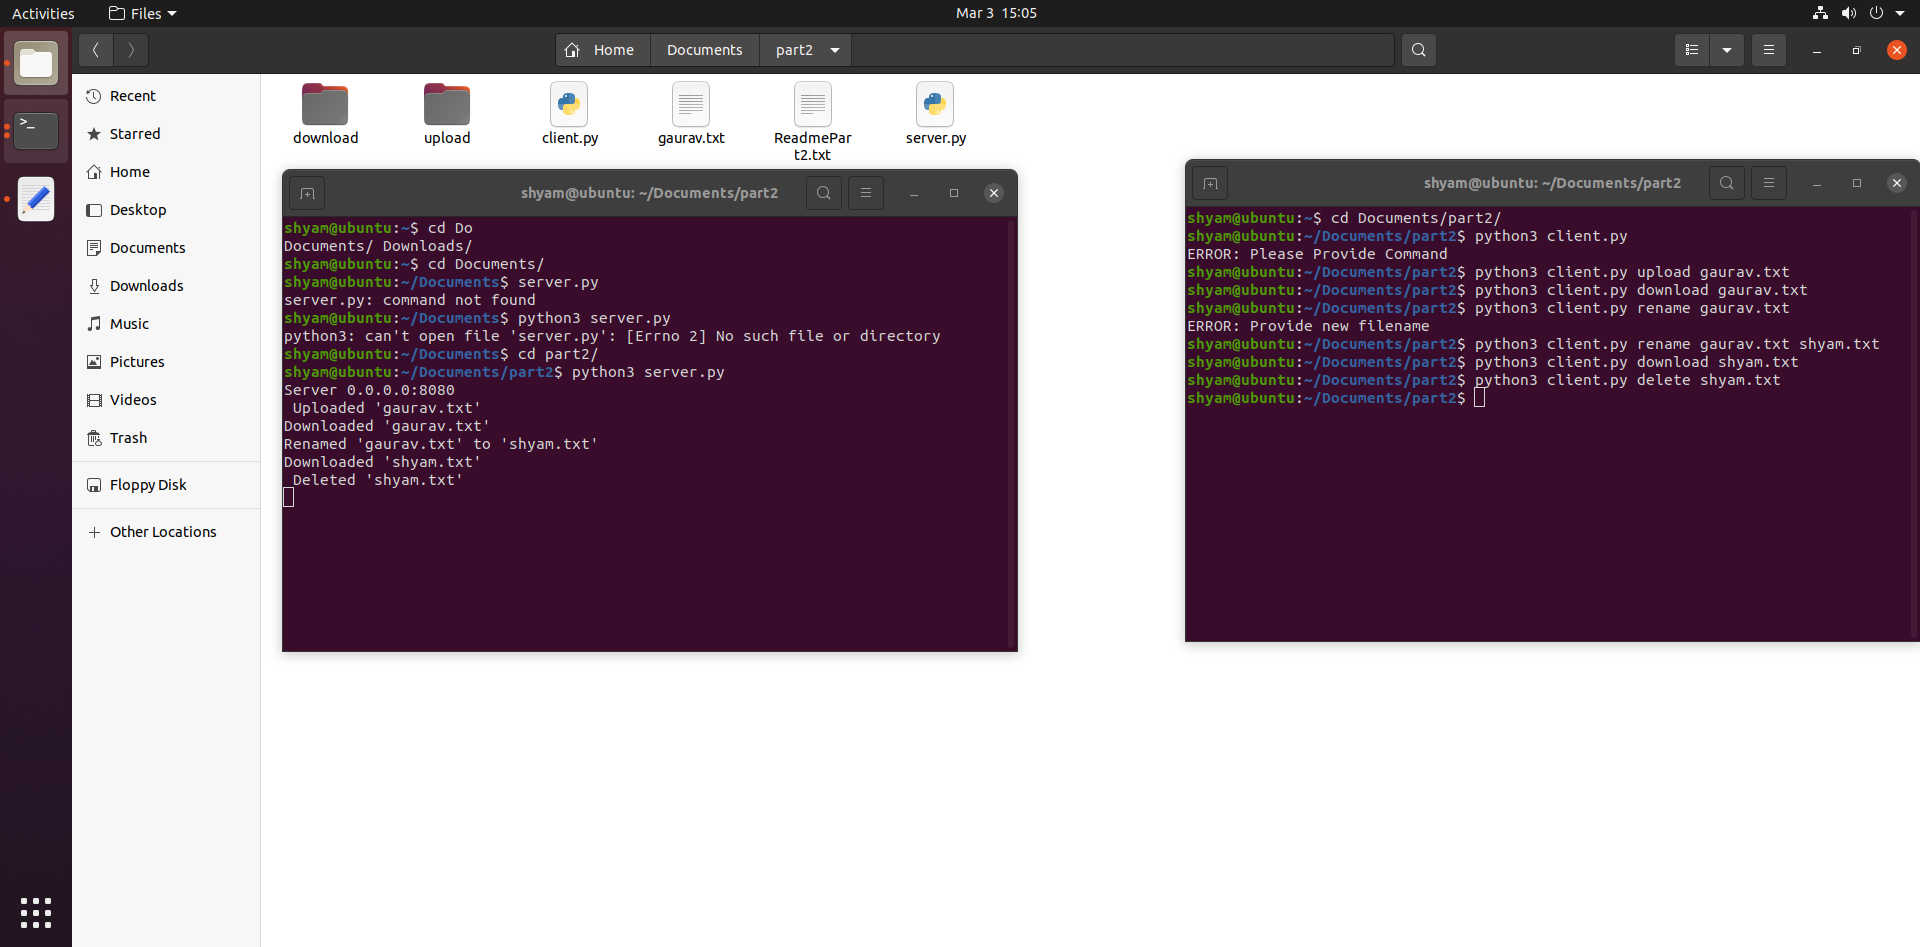 Activities
Files
Mar 3 15:05
Home
Documents
part2
Recent
Starred
Home
Desktop
Documents
Downloads
Music
Pictures
Videos
Trash
Floppy Disk
Other Locations
download
upload
client.py
gaurav.txt
ReadmePar
t2.txt
server.py
shyam@ubuntu: ~/Documents/part2
shyam@ubuntu:~$ cd Do
Documents/ Downloads/
shyam@ubuntu:~$ cd Documents/
shyam@ubuntu:~/Documents$ server.py
server.py: command not found
shyam@ubuntu:~/Documents$ python3 server.py
python3: can't open file 'server.py': [Errno 2] No such file or directory
shyam@ubuntu:~/Documents$ cd part2/
shyam@ubuntu:~/Documents/part2$ python3 server.py
Server 0.0.0.0:8080
Uploaded 'gaurav.txt'
Downloaded 'gaurav.txt'
Renamed 'gaurav.txt' to 'shyam.txt'
Downloaded 'shyam.txt'
Deleted 'shyam.txt'
shyam@ubuntu: ~/Documents/part2
shyam@ubuntu:~$ cd Documents/part2/
shyam@ubuntu:~/Documents/part2$ python3 client.py
ERROR: Please Provide Command
shyam@ubuntu:~/Documents/part2$ python3 client.py upload gaurav.txt
shyam@ubuntu:~/Documents/part2$ python3 client.py download gaurav.txt
shyam@ubuntu:~/Documents/part2$ python3 client.py rename gaurav.txt
ERROR: Provide new filename
shyam@ubuntu:~/Documents/part2$ python3 client.py rename gaurav.txt shyam.txt
shyam@ubuntu:~/Documents/part2$ python3 client.py download shyam.txt
shyam@ubuntu:~/Documents/part2$ python3 client.py delete shyam.txt
shyam@ubuntu:~/Documents/part2$